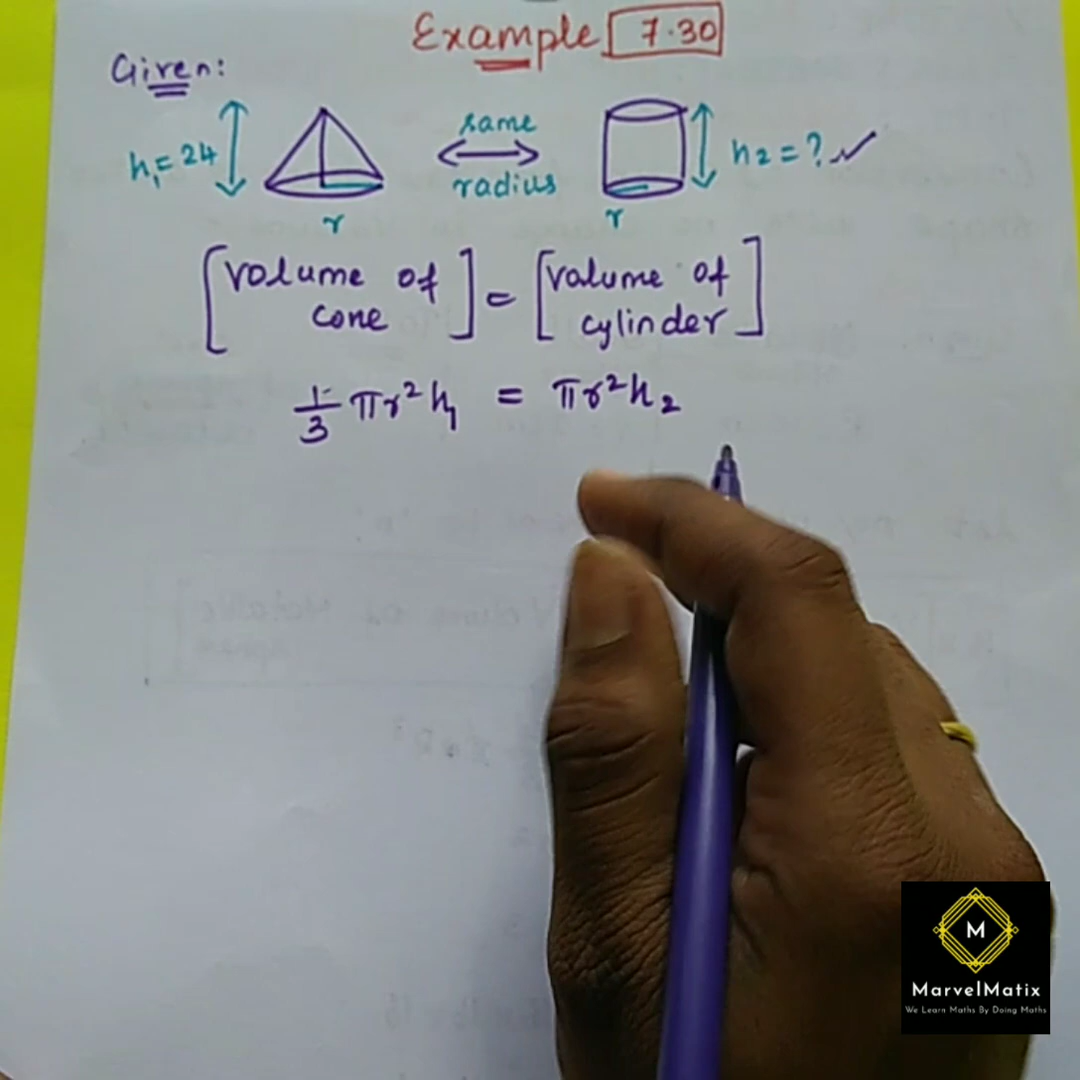 Example 7.30
Given:
h₁ = 24
same
radius
h₂ = ?
r
r
[volume of cone] = [volume of cylinder]
1/3 πr²h₁ = πr²h₂
M
MarvelMatix
We Learn Maths By Doing Maths